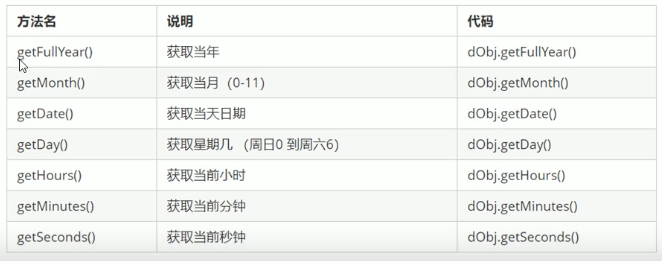 方法名 说明 代码
getFullYear() 获取当年 dObj.getFullYear()
getMonth() 获取当月（0-11） dObj.getMonth()
getDate() 获取当天日期 dObj.getDate()
getDay() 获取星期几 （周日0 到周六6） dObj.getDay()
getHours() 获取当前小时 dObj.getHours()
getMinutes() 获取当前分钟 dObj.getMinutes()
getSeconds() 获取当前秒钟 dObj.getSeconds()